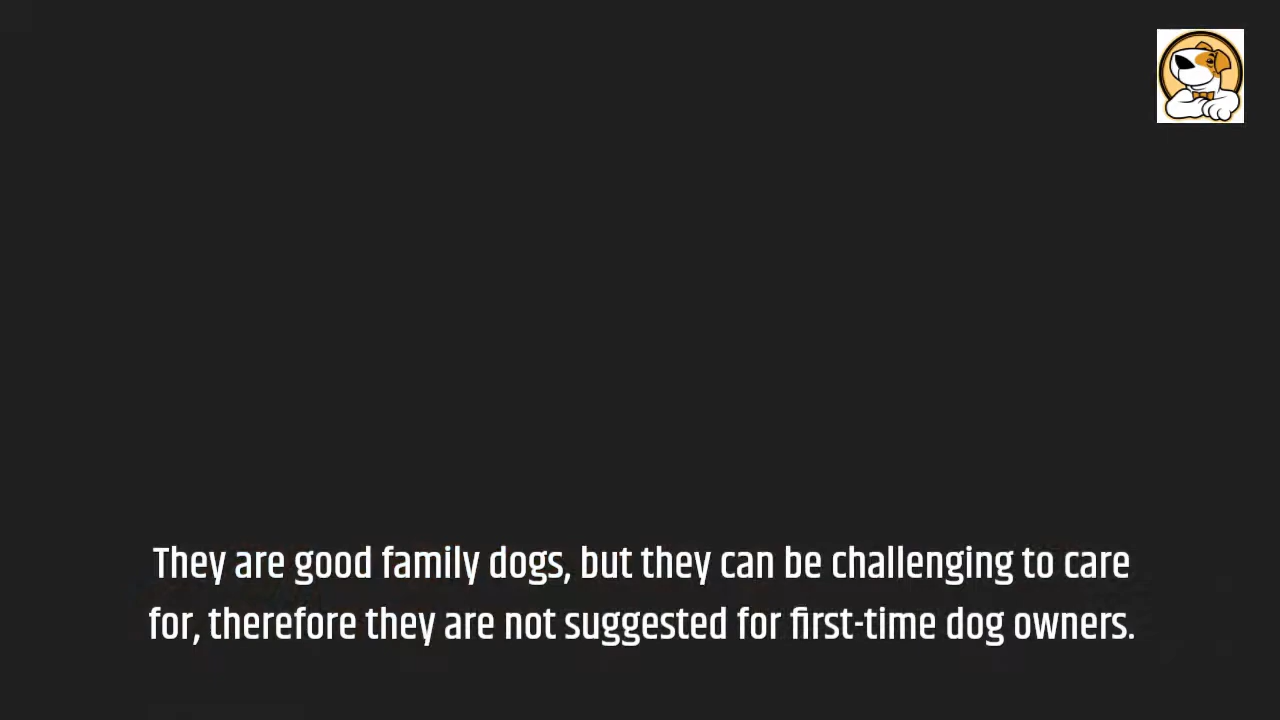 They are good family dogs, but they can be challenging to care
for, therefore they are not suggested for first-time dog owners.